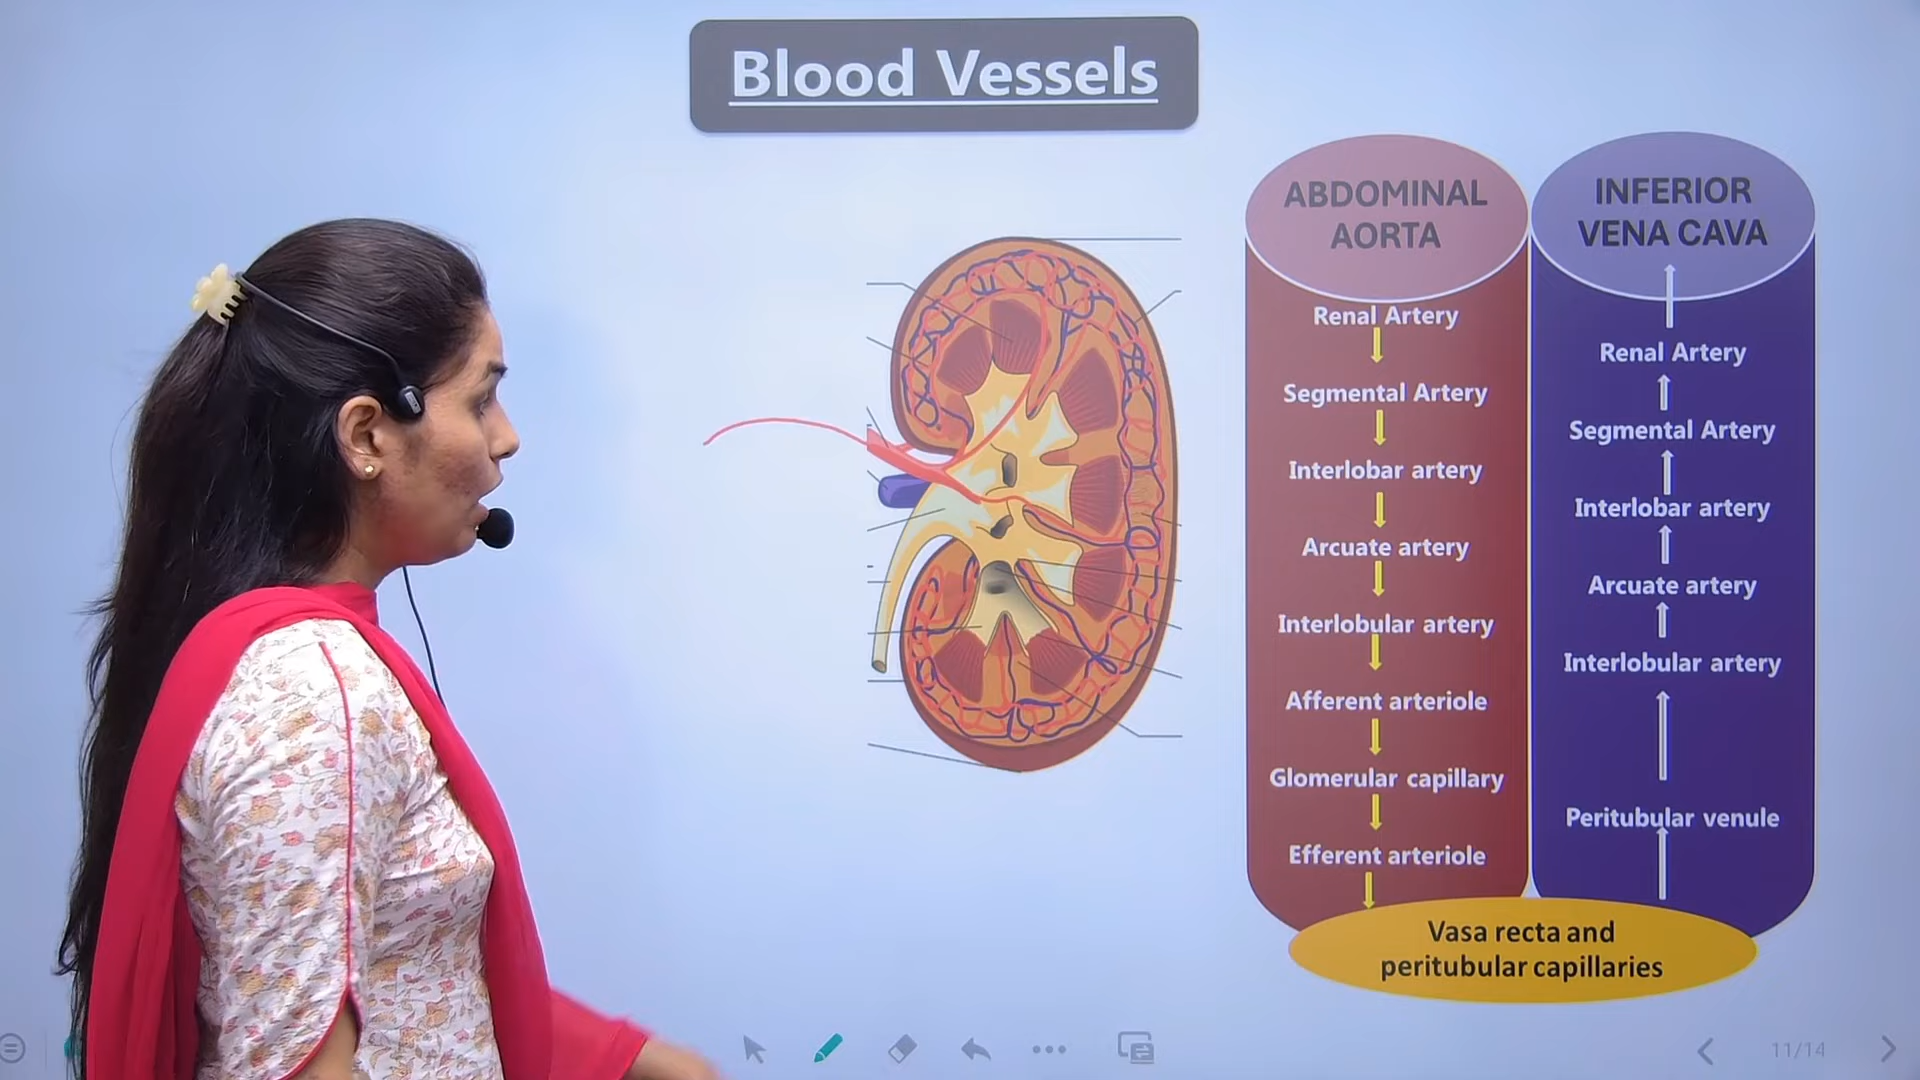 Blood Vessels
ABDOMINAL
AORTA
Renal Artery
Segmental Artery
Interlobar artery
Arcuate artery
Interlobular artery
Afferent arteriole
Glomerular capillary
Efferent arteriole
INFERIOR
VENA CAVA
Renal Artery
Segmental Artery
Interlobar artery
Arcuate artery
Interlobular artery
Peritubular venule
Vasa recta and
peritubular capillaries
11/14